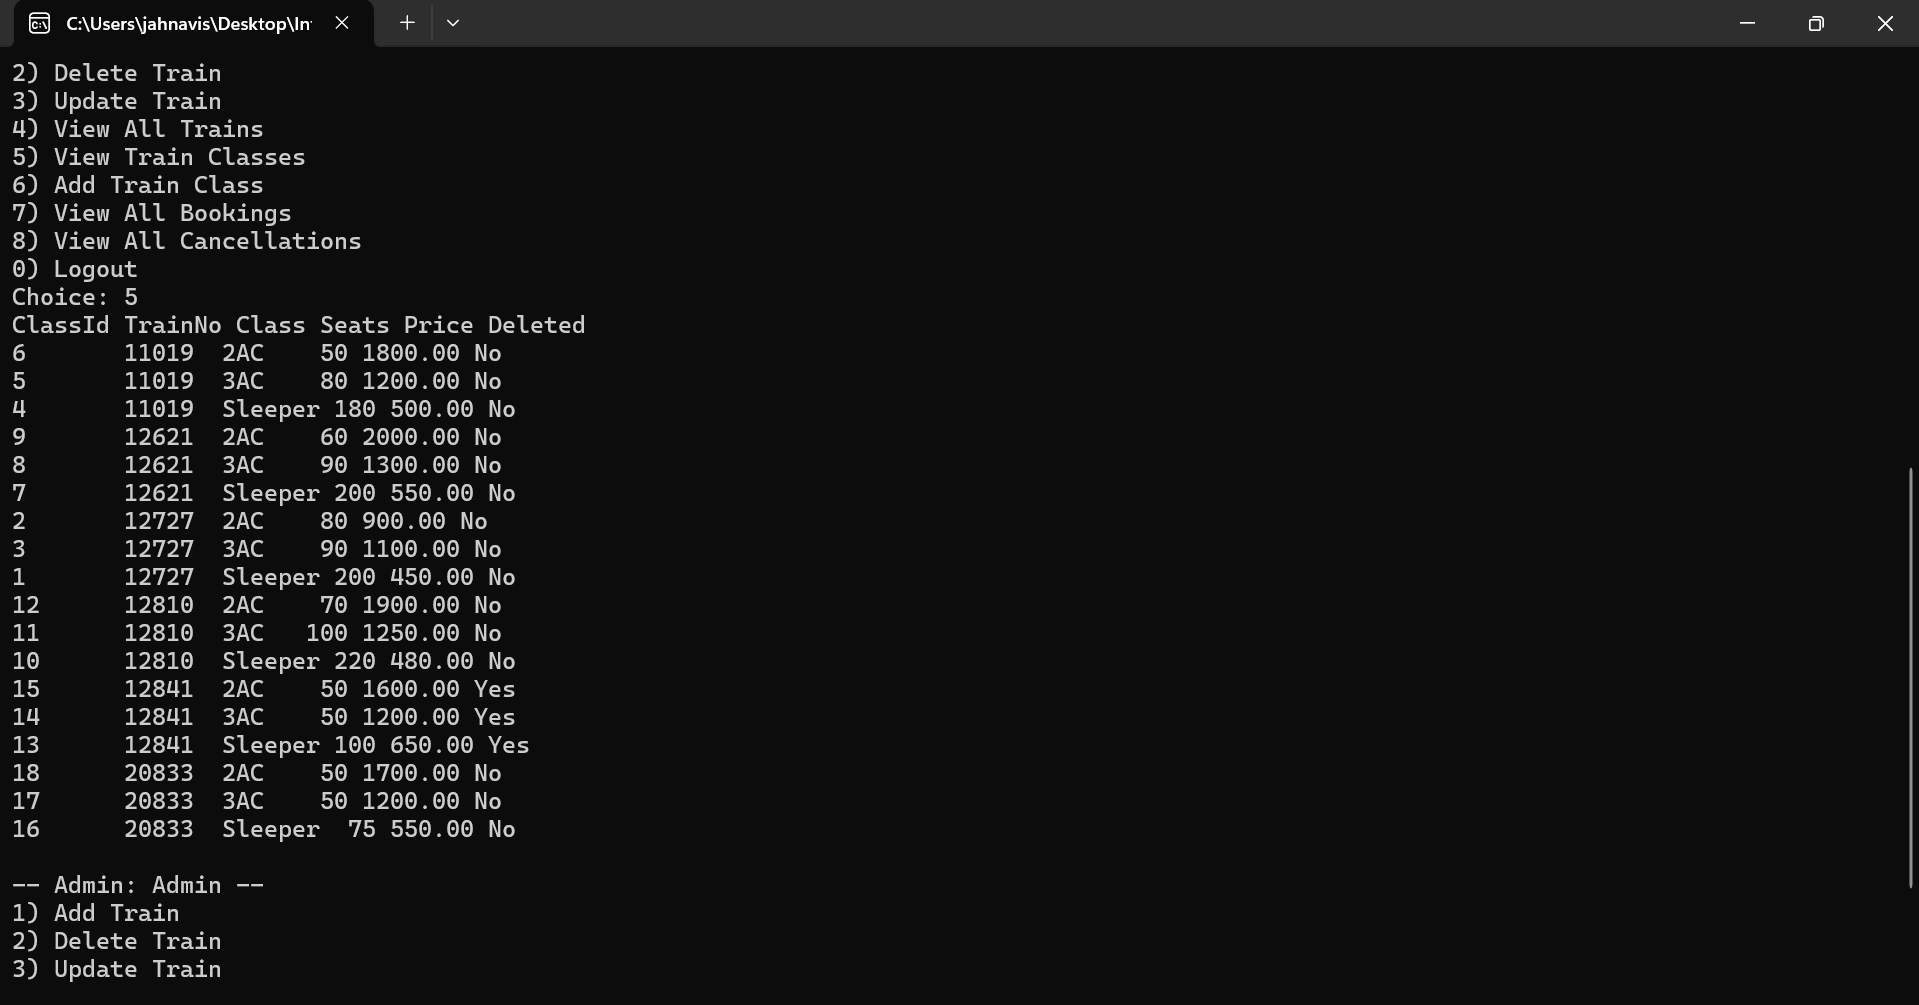 C:\Users\jahnavis\Desktop\In
2) Delete Train
3) Update Train
4) View All Trains
5) View Train Classes
6) Add Train Class
7) View All Bookings
8) View All Cancellations
0) Logout
Choice: 5
ClassId TrainNo Class Seats Price Deleted
6       11019  2AC    50 1800.00 No
5       11019  3AC    80 1200.00 No
4       11019  Sleeper 180 500.00 No
9       12621  2AC    60 2000.00 No
8       12621  3AC    90 1300.00 No
7       12621  Sleeper 200 550.00 No
2       12727  2AC    80 900.00 No
3       12727  3AC    90 1100.00 No
1       12727  Sleeper 200 450.00 No
12      12810  2AC    70 1900.00 No
11      12810  3AC   100 1250.00 No
10      12810  Sleeper 220 480.00 No
15      12841  2AC    50 1600.00 Yes
14      12841  3AC    50 1200.00 Yes
13      12841  Sleeper 100 650.00 Yes
18      20833  2AC    50 1700.00 No
17      20833  3AC    50 1200.00 No
16      20833  Sleeper  75 550.00 No
-- Admin: Admin --
1) Add Train
2) Delete Train
3) Update Train